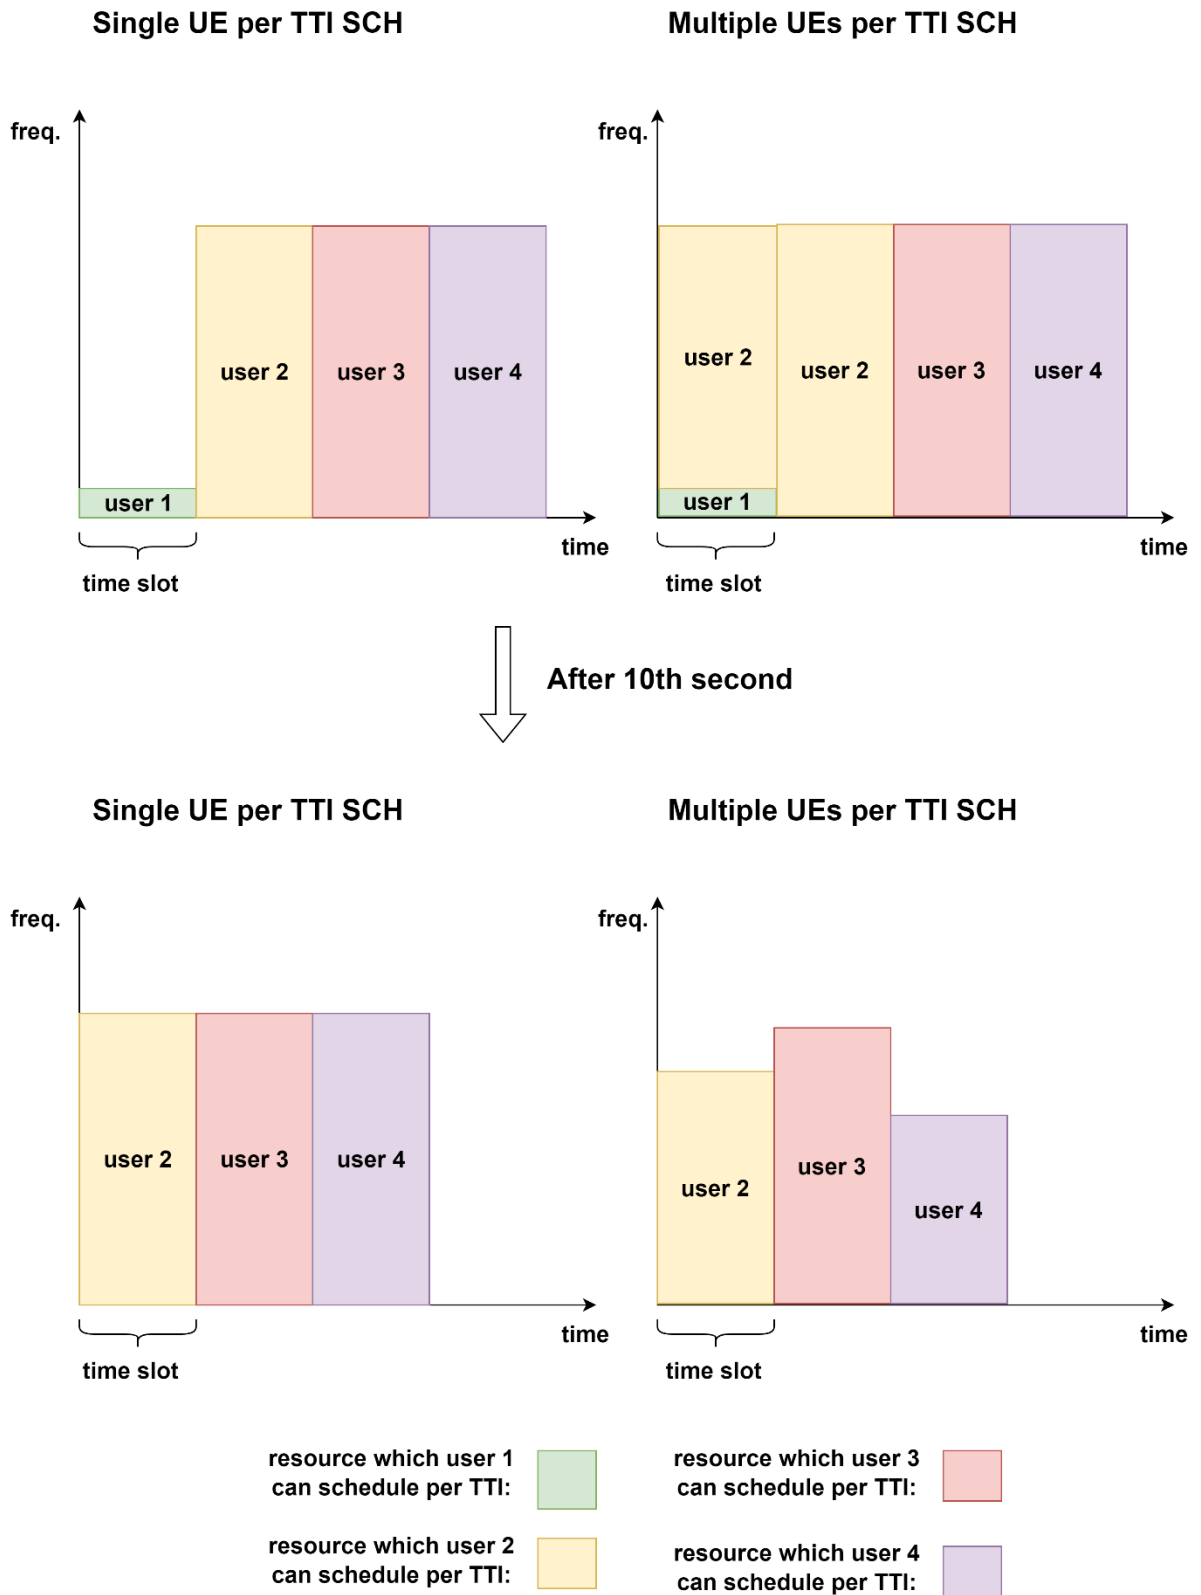 Single UE per TTI SCH
Multiple UEs per TTI SCH
freq.
user 1
user 2
user 3
user 4
time
time slot
freq.
user 2
user 1
user 2
user 3
user 4
time
time slot
After 10th second
Single UE per TTI SCH
Multiple UEs per TTI SCH
freq.
user 2
user 3
user 4
time
time slot
freq.
user 2
user 3
user 4
time
time slot
resource which user 1
can schedule per TTI:
resource which user 3
can schedule per TTI:
resource which user 2
can schedule per TTI:
resource which user 4
can schedule per TTI: